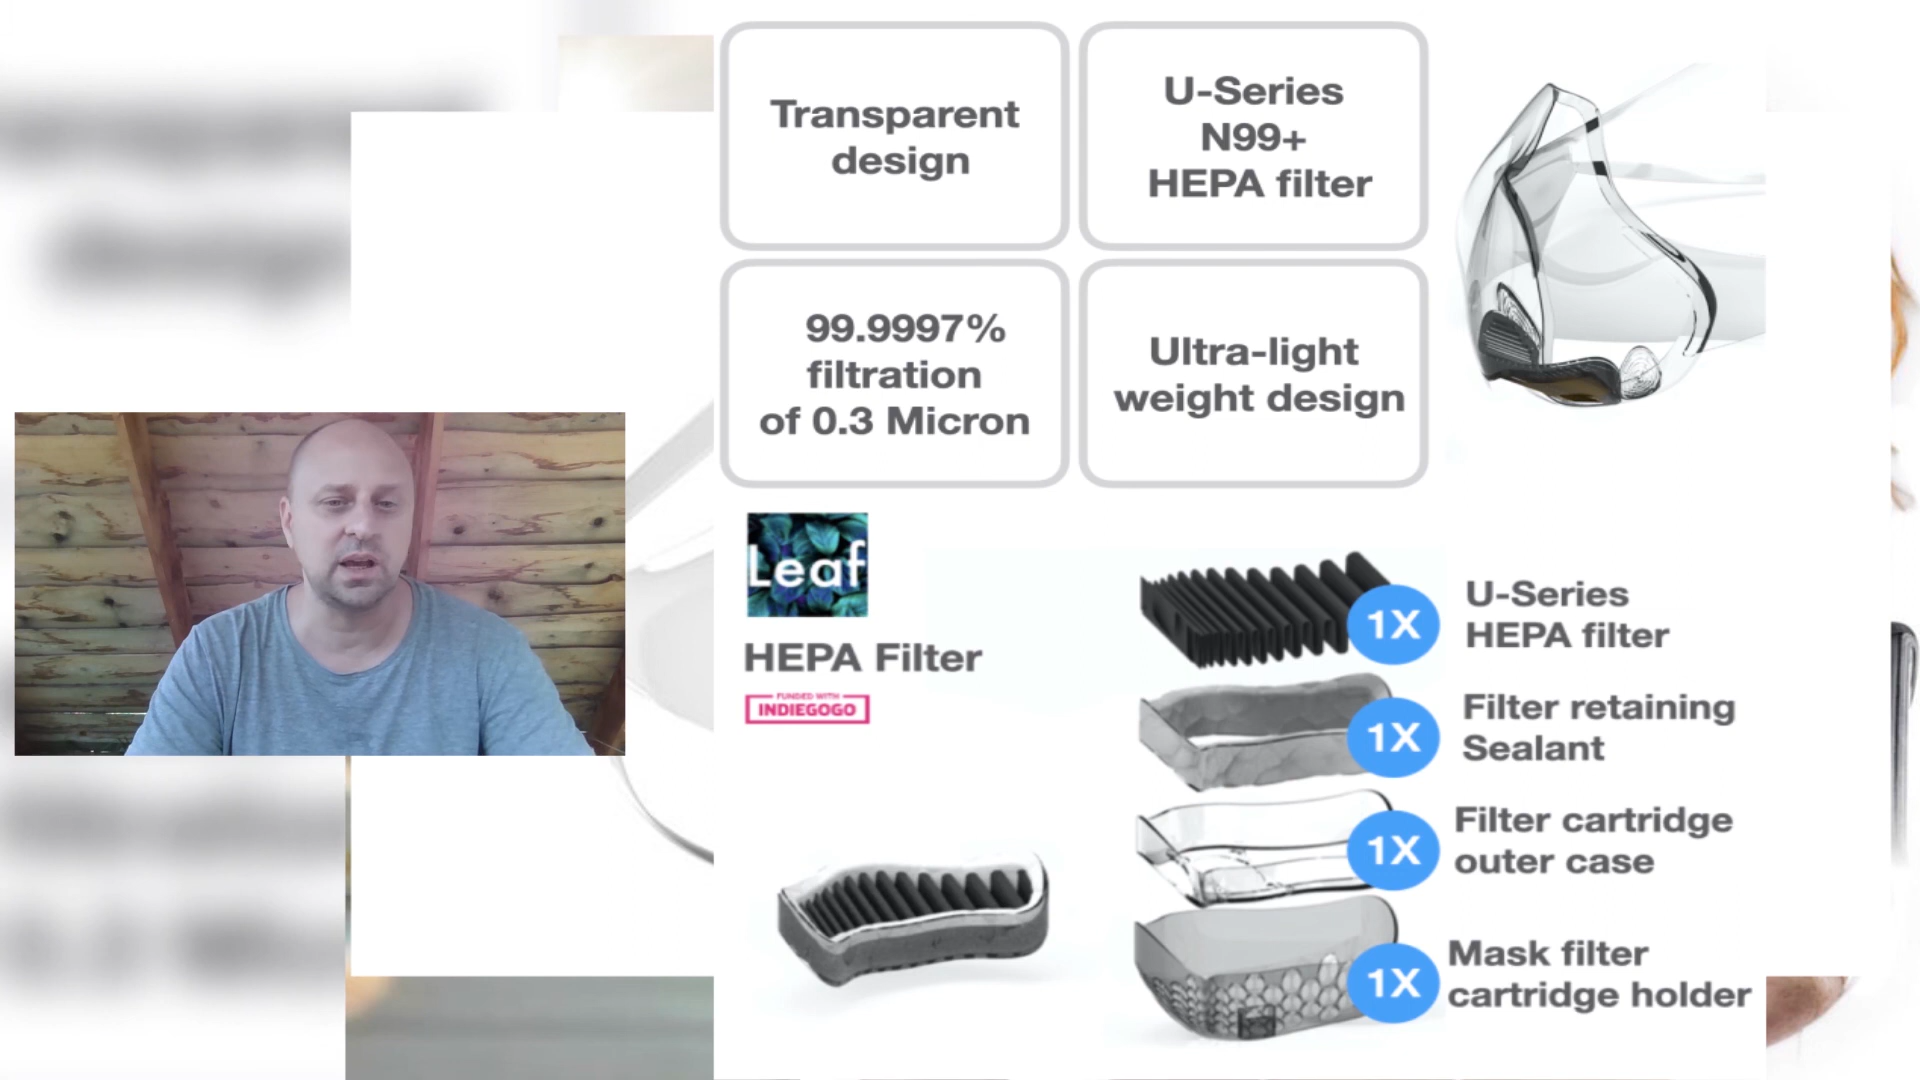 Transparent
design
U-Series
N99+
HEPA filter
99.9997%
filtration
of 0.3 Micron
Ultra-light
weight design
Leaf
HEPA Filter
FUNDED WITH
INDIEGOGO
1X
U-Series
HEPA filter
1X
Filter retaining
Sealant
1X
Filter cartridge
outer case
1X
Mask filter
cartridge holder